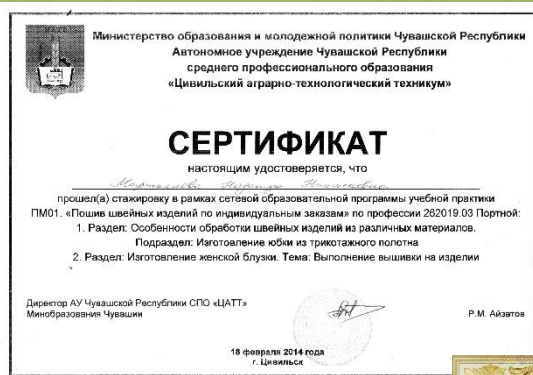 Министерство образования и молодежной политики Чувашской Республики
Автономное учреждение Чувашской Республики
среднего профессионального образования
«Цивильский аграрно-технологический техникум»
СЕРТИФИКАТ
настоящим удостоверяется, что
прошел(а) стажировку в рамках сетевой образовательной программы учебной практики
ПМ01. «Пошив швейных изделий по индивидуальным заказам» по профессии 262019.03 Портной:
1. Раздел: Особенности обработки швейных изделий из различных материалов.
Подраздел: Изготовление юбки из трикотажного полотна
2. Раздел: Изготовление женской блузки. Тема: Выполнение вышивки на изделии
Директор АУ Чувашской Республики СПО «ЦАТТ»
Минобразования Чувашии
Р.М. Айзатов
18 февраля 2014 года
г. Цивильск